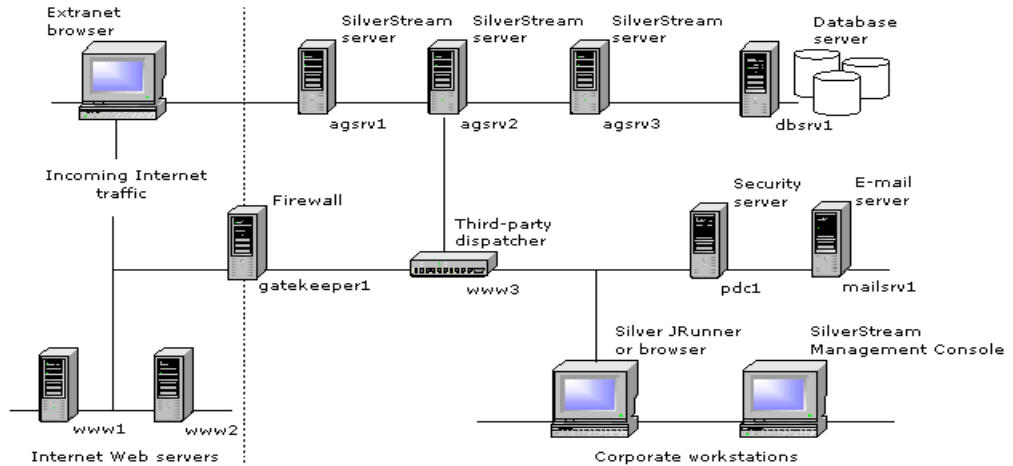 Extranet
browser
SilverStream
server
SilverStream
server
SilverStream
server
Database
server
agsrv1
agsrv2
agsrv3
dbsrv1
Incoming Internet
traffic
Firewall
Third-party
dispatcher
Security
server
E-mail
server
gatekeeper1
www3
pdc1
mailsrv1
Silver JRunner
or browser
SilverStream
Management Console
www1
www2
Internet Web servers
Corporate workstations